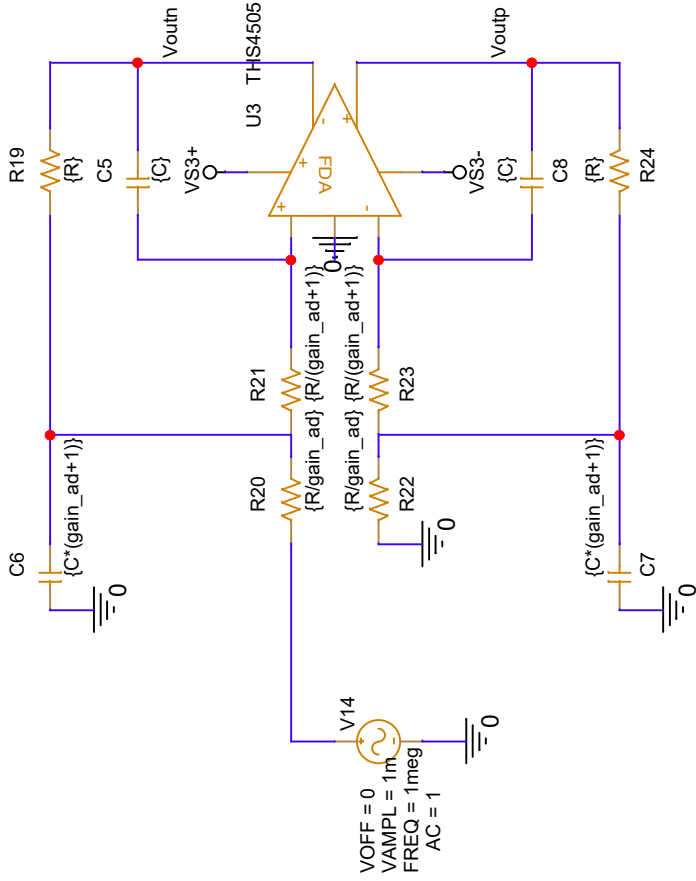 Voutn
Voutp
U3 THS4505
R19
{R}
C5
{C}
VS3+
+
-
+
+
-
FDA
VS3-
{C}
C8
{R}
R24
0
R21
{R/(gain_ad+1)}
{R/(gain_ad+1)}
R23
R20
{R/gain_ad}
{R/gain_ad}
R22
0
C6
{C*(gain_ad+1)}
0
{C*(gain_ad+1)}
C7
0
V14
+
-
0
VOFF = 0
VAMPL = 1m
FREQ = 1meg
AC = 1